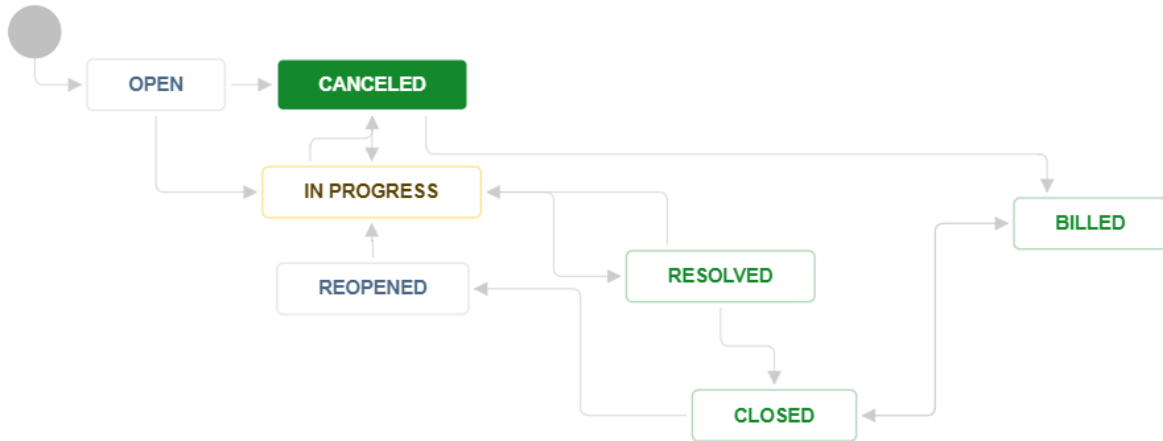 OPEN
CANCELED
IN PROGRESS
BILLED
RESOLVED
REOPENED
CLOSED